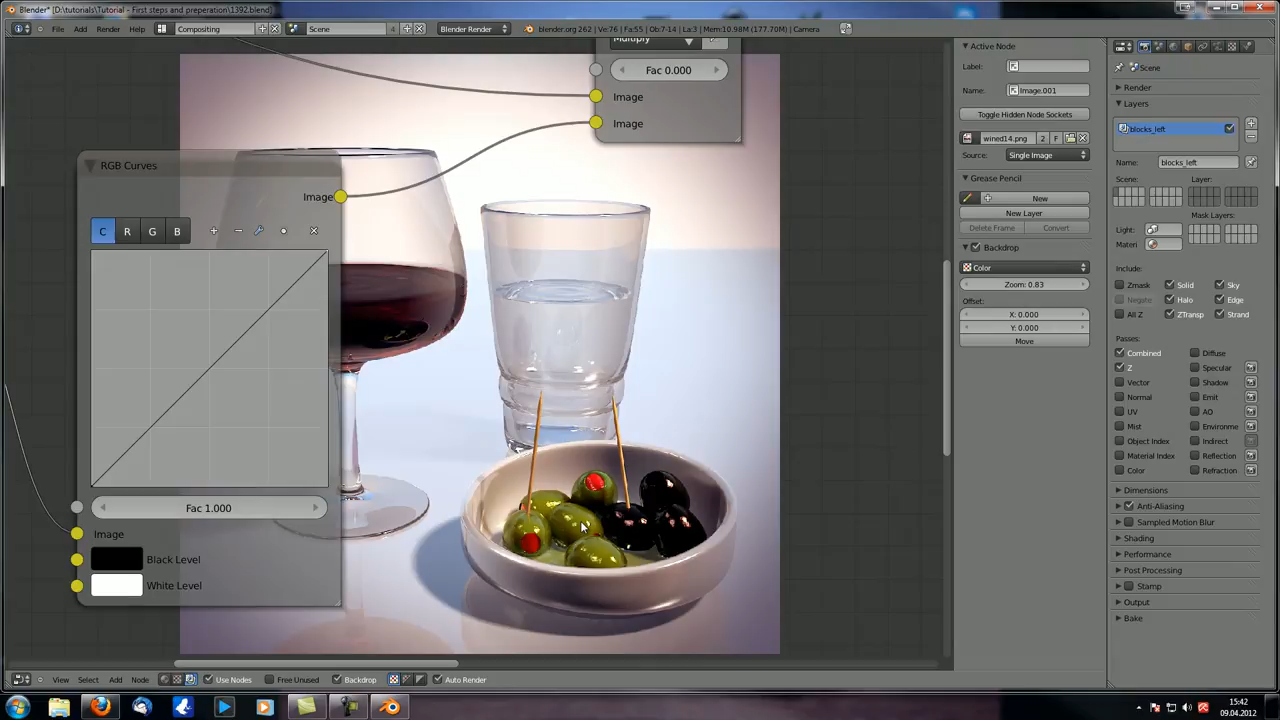 Blender* [D:\tutorials\Tutorial - First steps and preperation\1392.blend]
File Add Render Help
Compositing
Scene
4
Blender Render
blender.org 262 | Ve:76 | Fa:55 | Ob:7-14 | La:3 | Mem:10.98M (177.70M) | Camera
Multiply
Fac 0.000
Image
Image
RGB Curves
Image
C R G B
Fac 1.000
Image
Black Level
White Level
Active Node
Label:
Name: Image.001
Toggle Hidden Node Sockets
wined14.png 2 F
Source: Single Image
Grease Pencil
New
New Layer
Delete Frame Convert
Backdrop
Color
Zoom: 0.83
Offset:
X: 0.000
Y: 0.000
Move
Scene
Render
Layers
blocks_left
Name: blocks_left
Scene: Layer:
Mask Layers:
Light:
Materi
Include:
Zmask Solid Sky
Negate Halo Edge
All Z ZTransp Strand
Passes:
Combined Diffuse
Z Specular
Vector Shadow
Normal Emit
UV AO
Mist Environme
Object Index Indirect
Material Index Reflection
Color Refraction
Dimensions
Anti-Aliasing
Sampled Motion Blur
Shading
Performance
Post Processing
Stamp
Output
Bake
View Select Add Node Use Nodes Free Unused Backdrop Auto Render
15:42
09.04.2012